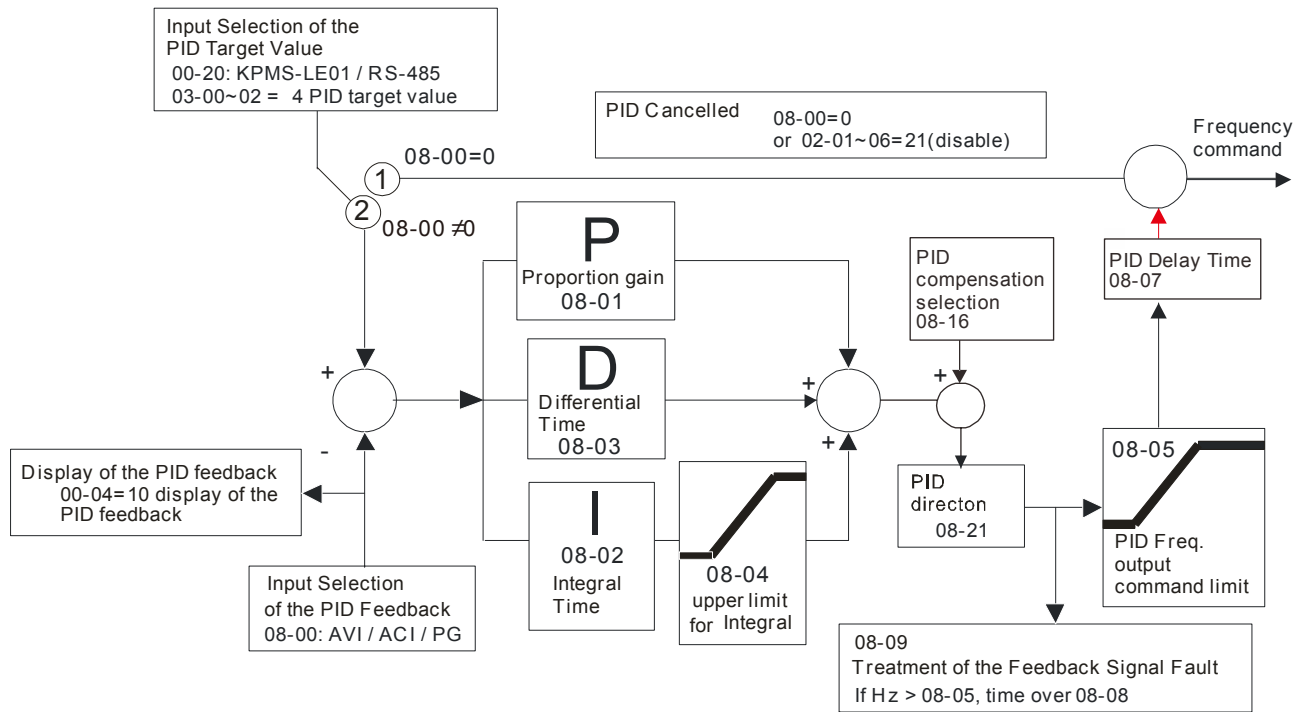 Input Selection of the
PID Target Value
00-20: KPMS-LE01 / RS-485
03-00~02 = 4 PID target value
PID Cancelled 08-00=0
or 02-01~06=21(disable)
Frequency
command
08-00=0
1
2
08-00 ≠0
P
Proportion gain
08-01
PID
compensation
selection
08-16
PID Delay Time
08-07
+
D
Differential
Time
08-03
+
+
+
-
Display of the PID feedback
00-04=10 display of the
PID feedback
I
08-02
Integral
Time
08-04
upper limit
for Integral
PID
directon
08-21
08-05
PID Freq.
output
command limit
Input Selection
of the PID Feedback
08-00: AVI / ACI / PG
08-09
Treatment of the Feedback Signal Fault
If Hz > 08-05, time over 08-08